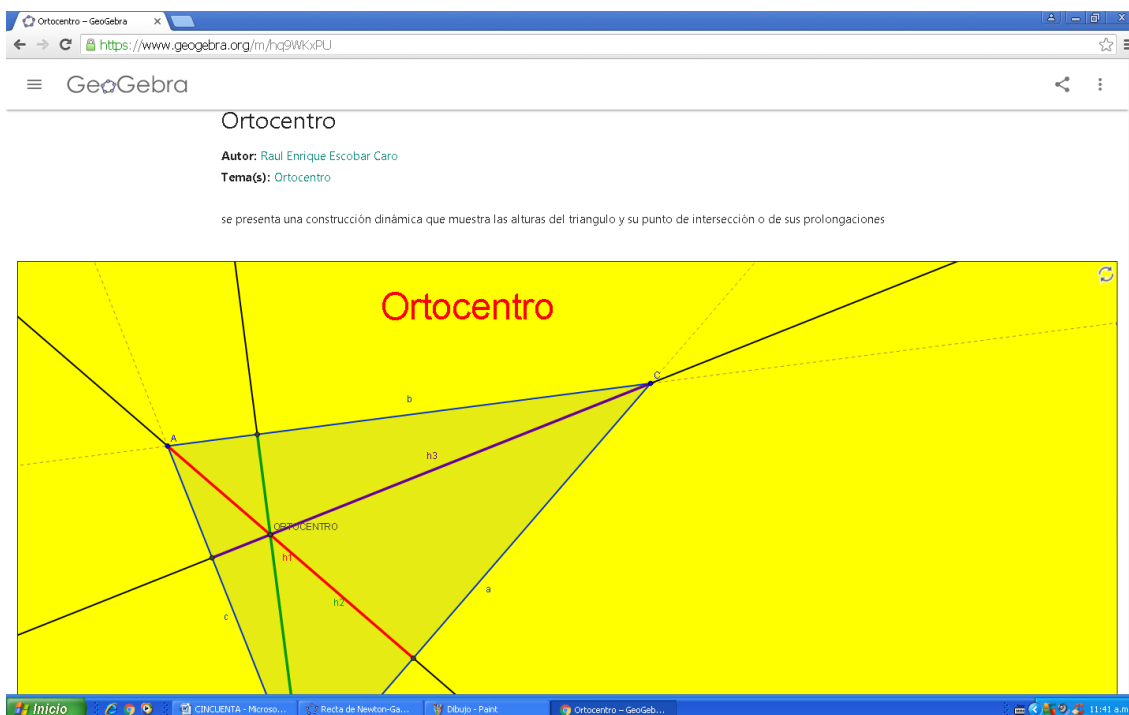 Ortocentro – GeoGebra
https://www.geogebra.org/m/hq9WKxPU
GeoGebra
Ortocentro
Autor: Raul Enrique Escobar Caro
Tema(s): Ortocentro
se presenta una construcción dinámica que muestra las alturas del triangulo y su punto de intersección o de sus prolongaciones
Ortocentro
C
b
A
h3
ORTOCENTRO
h1
a
h2
c
Inicio
CINCUENTA - Microso...
Recta de Newton-Ga...
Dibujo - Paint
Ortocentro – GeoGeb...
11:41 a.m